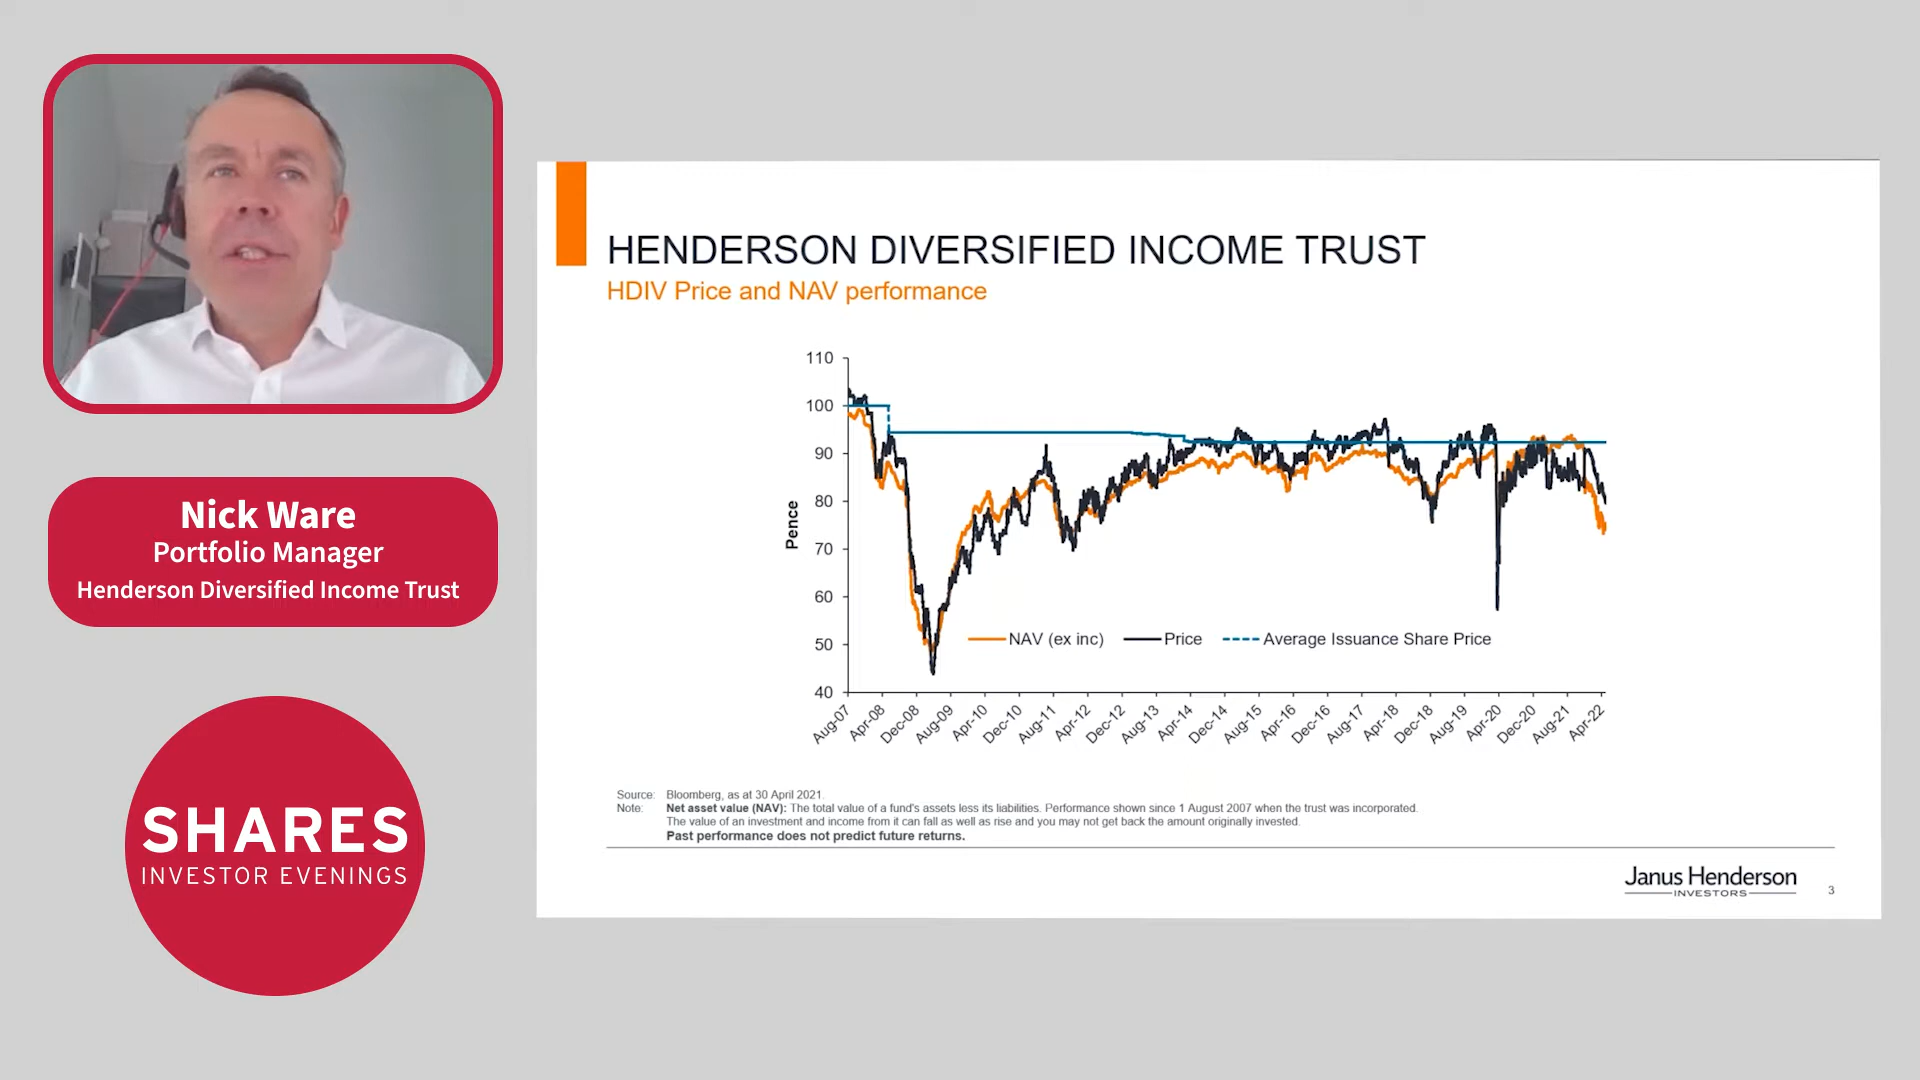 Nick Ware
Portfolio Manager
Henderson Diversified Income Trust
SHARES
INVESTOR EVENINGS
HENDERSON DIVERSIFIED INCOME TRUST
HDIV Price and NAV performance
Pence
110
100
90
80
70
60
50
40
NAV (ex inc) Price Average Issuance Share Price
Aug-07 Apr-08 Dec-08 Aug-09 Apr-10 Dec-10 Aug-11 Apr-12 Dec-12 Aug-13 Apr-14 Dec-14 Aug-15 Apr-16 Dec-16 Aug-17 Apr-18 Dec-18 Aug-19 Apr-20 Dec-20 Aug-21 Apr-22
Source: Bloomberg, as at 30 April 2021.
Note: Net asset value (NAV): The total value of a fund's assets less its liabilities. Performance shown since 1 August 2007 when the trust was incorporated.
The value of an investment and income from it can fall as well as rise and you may not get back the amount originally invested.
Past performance does not predict future returns.
Janus Henderson
INVESTORS
3